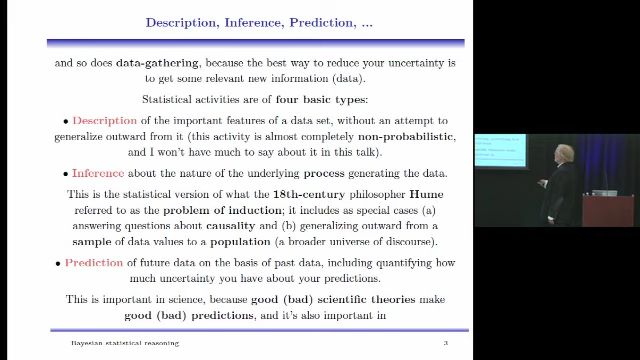 Description, Inference, Prediction, ...
and so does data-gathering, because the best way to reduce your uncertainty is
to get some relevant new information (data).
Statistical activities are of four basic types:
• Description of the important features of a data set, without an attempt to
generalize outward from it (this activity is almost completely non-probabilistic,
and I won't have much to say about it in this talk).
• Inference about the nature of the underlying process generating the data.
This is the statistical version of what the 18th-century philosopher Hume
referred to as the problem of induction; it includes as special cases (a)
answering questions about causality and (b) generalizing outward from a
sample of data values to a population (a broader universe of discourse).
• Prediction of future data on the basis of past data, including quantifying how
much uncertainty you have about your predictions.
This is important in science, because good (bad) scientific theories make
good (bad) predictions, and it's also important in
Bayesian statistical reasoning 3